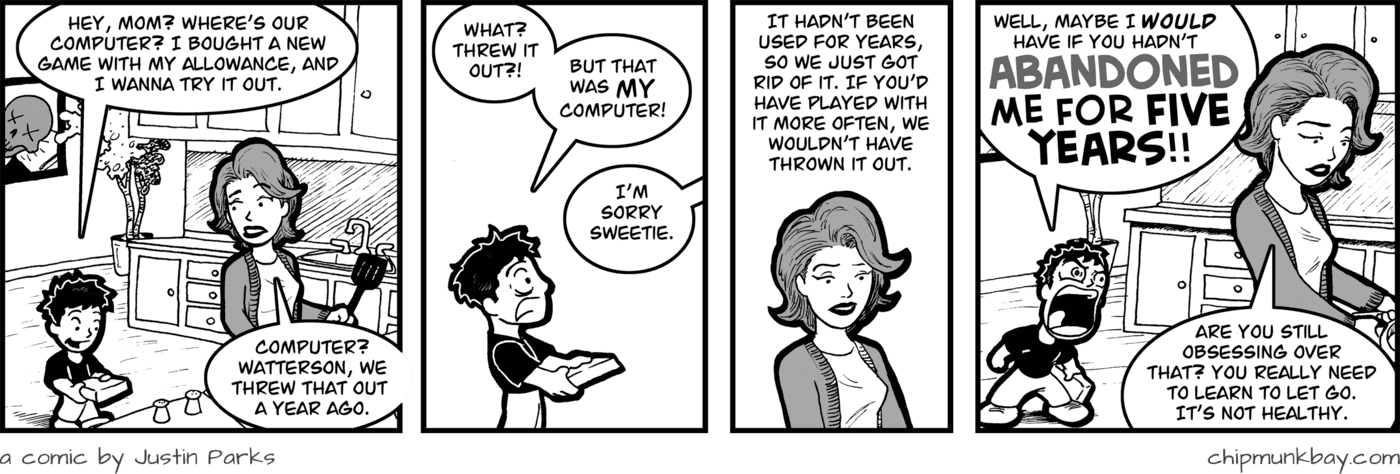 HEY, MOM? WHERE'S OUR
COMPUTER? I BOUGHT A NEW
GAME WITH MY ALLOWANCE, AND
I WANNA TRY IT OUT.
COMPUTER?
WATTERSON, WE
THREW THAT OUT
A YEAR AGO.
WHAT?
THREW IT
OUT?!
BUT THAT
WAS MY
COMPUTER!
I'M
SORRY
SWEETIE.
IT HADN'T BEEN
USED FOR YEARS,
SO WE JUST GOT
RID OF IT. IF YOU'D
HAVE PLAYED WITH
IT MORE OFTEN, WE
WOULDN'T HAVE
THROWN IT OUT.
WELL, MAYBE I WOULD
HAVE IF YOU HADN'T
ABANDONED
ME FOR FIVE
YEARS!!
ARE YOU STILL
OBSESSING OVER
THAT? YOU REALLY NEED
TO LEARN TO LET GO.
IT'S NOT HEALTHY.
a comic by Justin Parks
chipmunkbay.com